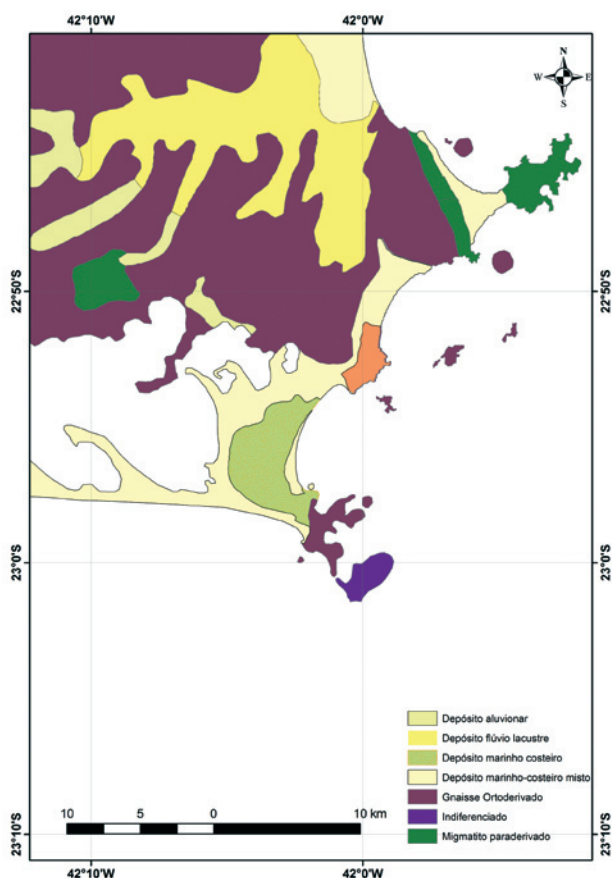 42°10'W 42°0'W
N
W E
S
22°50'S 22°50'S
23°0'S 23°0'S
Depósito aluvionar
Depósito flúvio lacustre
Depósito marinho costeiro
Depósito marinho-costeiro misto
Gnaisse Ortoderivado
Indiferenciado
Migmatito paraderivado
10 5 0 10 km
23°10'S 23°10'S
42°10'W 42°0'W